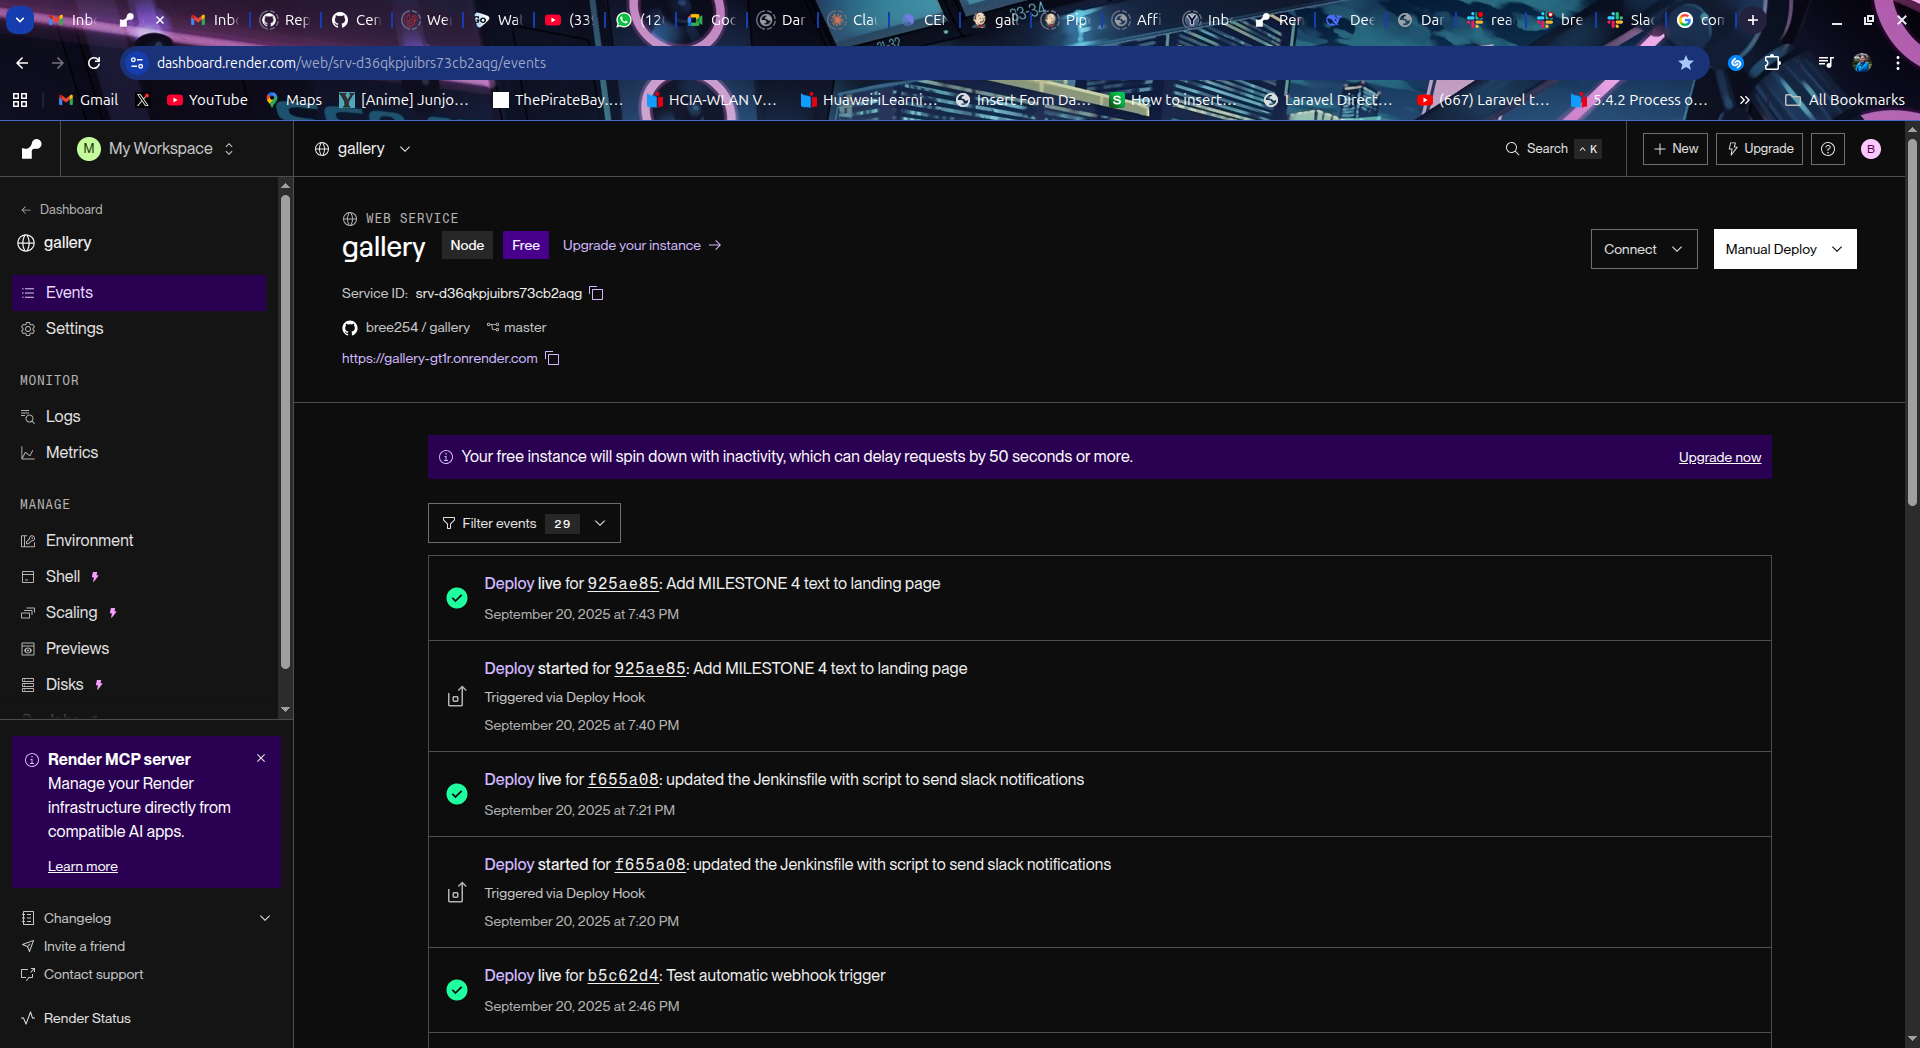 Inb
Inb
Rep
Cen
We
Wat
(33
(12
Goo
Dar
Cla
CEI
gall
Pip
Affi
Inb
Ren
Dee
Dar
rea
bre
Sla
con
dashboard.render.com/web/srv-d36qkpjuibrs73cb2aqg/events
Gmail
YouTube
Maps
[Anime] Junjo...
ThePirateBay....
HCIA-WLAN V...
Huawei iLearni...
Insert Form Da...
How to insert...
Laravel Direct...
(667) Laravel t...
5.4.2 Process o...
All Bookmarks
M My Workspace
gallery
Search ^ K
+ New
Upgrade
B
← Dashboard
gallery
Events
Settings
MONITOR
Logs
Metrics
MANAGE
Environment
Shell
Scaling
Previews
Disks
Render MCP server
Manage your Render
infrastructure directly from
compatible AI apps.
Learn more
Changelog
Invite a friend
Contact support
Render Status
WEB SERVICE
gallery Node Free Upgrade your instance →
Connect
Manual Deploy
Service ID: srv-d36qkpjuibrs73cb2aqg
bree254 / gallery master
https://gallery-gt1r.onrender.com
Your free instance will spin down with inactivity, which can delay requests by 50 seconds or more.
Upgrade now
Filter events 29
Deploy live for 925ae85: Add MILESTONE 4 text to landing page
September 20, 2025 at 7:43 PM
Deploy started for 925ae85: Add MILESTONE 4 text to landing page
Triggered via Deploy Hook
September 20, 2025 at 7:40 PM
Deploy live for f655a08: updated the Jenkinsfile with script to send slack notifications
September 20, 2025 at 7:21 PM
Deploy started for f655a08: updated the Jenkinsfile with script to send slack notifications
Triggered via Deploy Hook
September 20, 2025 at 7:20 PM
Deploy live for b5c62d4: Test automatic webhook trigger
September 20, 2025 at 2:46 PM